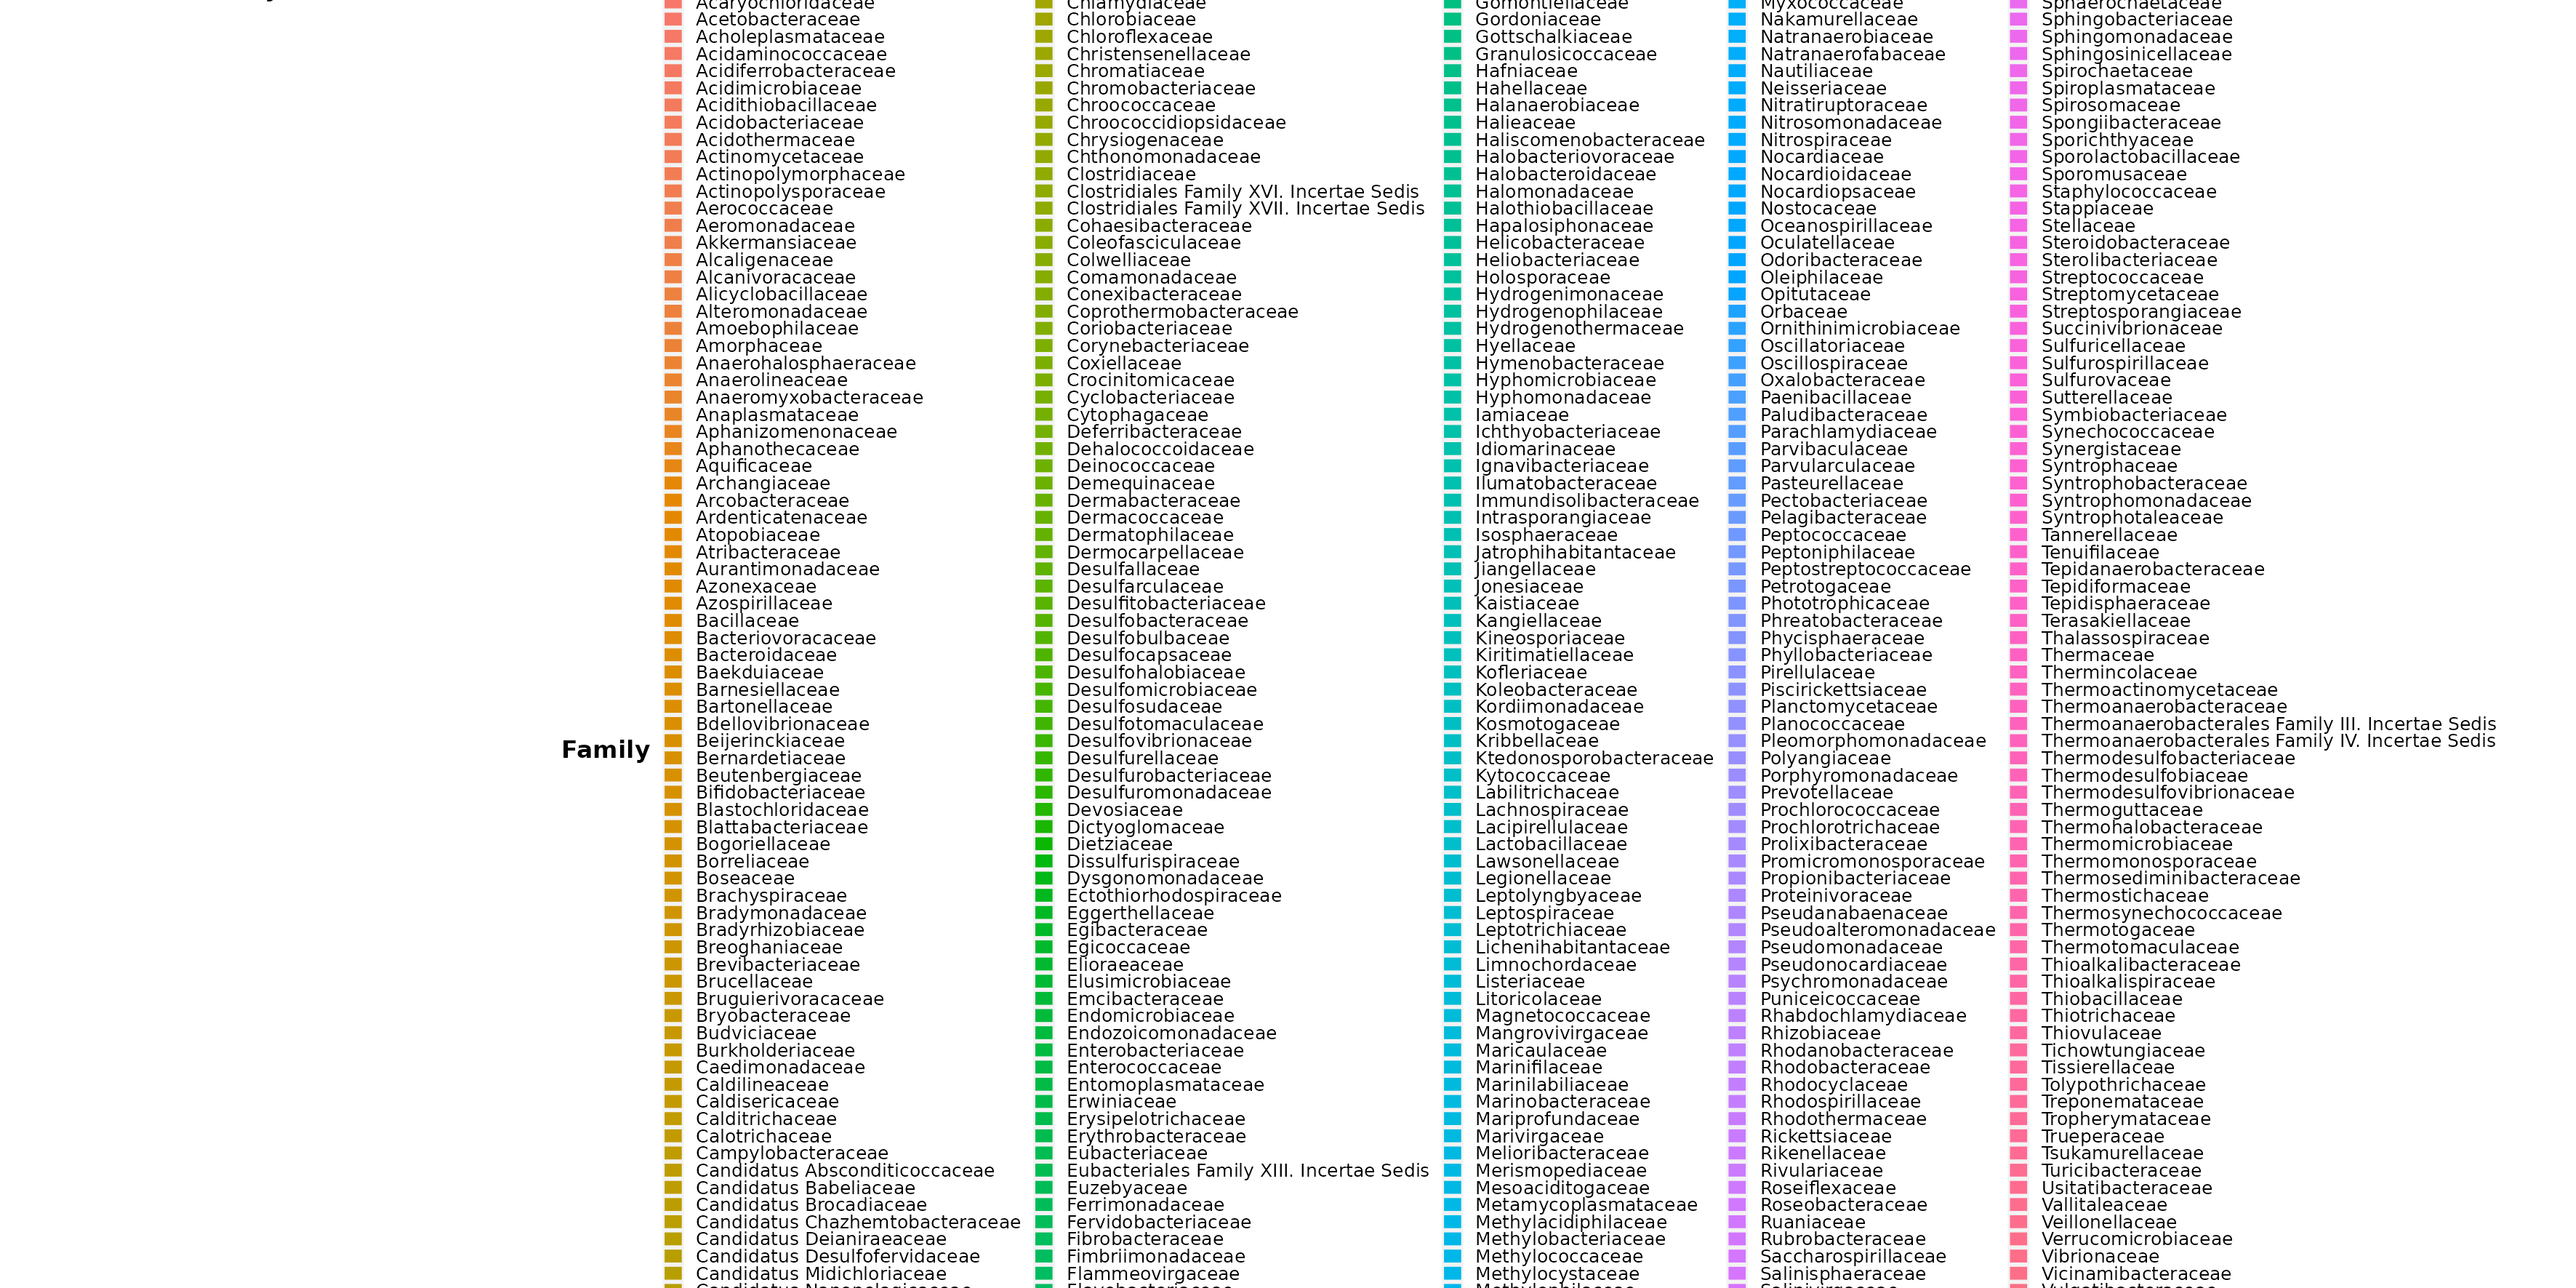 Family
Acaryochloridaceae
Acetobacteraceae
Acholeplasmataceae
Acidaminococcaceae
Acidiferrobacteraceae
Acidimicrobiaceae
Acidithiobacillaceae
Acidobacteriaceae
Acidothermaceae
Actinomycetaceae
Actinopolymorphaceae
Actinopolysporaceae
Aerococcaceae
Aeromonadaceae
Akkermansiaceae
Alcaligenaceae
Alcanivoracaceae
Alicyclobacillaceae
Alteromonadaceae
Amoebophilaceae
Amorphaceae
Anaerohalosphaeraceae
Anaerolineaceae
Anaeromyxobacteraceae
Anaplasmataceae
Aphanizomenonaceae
Aphanothecaceae
Aquificaceae
Archangiaceae
Arcobacteraceae
Ardenticatenaceae
Atopobiaceae
Atribacteraceae
Aurantimonadaceae
Azonexaceae
Azospirillaceae
Bacillaceae
Bacteriovoracaceae
Bacteroidaceae
Baekduiaceae
Barnesiellaceae
Bartonellaceae
Bdellovibrionaceae
Beijerinckiaceae
Bernardetiaceae
Beutenbergiaceae
Bifidobacteriaceae
Blastochloridaceae
Blattabacteriaceae
Bogoriellaceae
Borreliaceae
Boseaceae
Brachyspiraceae
Bradymonadaceae
Bradyrhizobiaceae
Breoghaniaceae
Brevibacteriaceae
Brucellaceae
Bruguierivoracaceae
Bryobacteraceae
Budviciaceae
Burkholderiaceae
Caedimonadaceae
Caldilineaceae
Caldisericaceae
Calditrichaceae
Calotrichaceae
Campylobacteraceae
Candidatus Absconditicoccaceae
Candidatus Babeliaceae
Candidatus Brocadiaceae
Candidatus Chazhemtobacteraceae
Candidatus Deianiraeaceae
Candidatus Desulfofervidaceae
Candidatus Midichloriaceae
Chlamydiaceae
Chlorobiaceae
Chloroflexaceae
Christensenellaceae
Chromatiaceae
Chromobacteriaceae
Chroococcaceae
Chroococcidiopsidaceae
Chrysiogenaceae
Chthonomonadaceae
Clostridiaceae
Clostridiales Family XVI. Incertae Sedis
Clostridiales Family XVII. Incertae Sedis
Cohaesibacteraceae
Coleofasciculaceae
Colwelliaceae
Comamonadaceae
Conexibacteraceae
Coprothermobacteraceae
Coriobacteriaceae
Corynebacteriaceae
Coxiellaceae
Crocinitomicaceae
Cyclobacteriaceae
Cytophagaceae
Deferribacteraceae
Dehalococcoidaceae
Deinococcaceae
Demequinaceae
Dermabacteraceae
Dermacoccaceae
Dermatophilaceae
Dermocarpellaceae
Desulfallaceae
Desulfarculaceae
Desulfitobacteriaceae
Desulfobacteraceae
Desulfobulbaceae
Desulfocapsaceae
Desulfohalobiaceae
Desulfomicrobiaceae
Desulfosudaceae
Desulfotomaculaceae
Desulfovibrionaceae
Desulfurellaceae
Desulfurobacteriaceae
Desulfuromonadaceae
Devosiaceae
Dictyoglomaceae
Dietziaceae
Dissulfurispiraceae
Dysgonomonadaceae
Ectothiorhodospiraceae
Eggerthellaceae
Egibacteraceae
Egicoccaceae
Elioraeaceae
Elusimicrobiaceae
Emcibacteraceae
Endomicrobiaceae
Endozoicomonadaceae
Enterobacteriaceae
Enterococcaceae
Entomoplasmataceae
Erwiniaceae
Erysipelotrichaceae
Erythrobacteraceae
Eubacteriaceae
Eubacteriales Family XIII. Incertae Sedis
Euzebyaceae
Ferrimonadaceae
Fervidobacteriaceae
Fibrobacteraceae
Fimbriimonadaceae
Flammeovirgaceae
Gomontiellaceae
Gordoniaceae
Gottschalkiaceae
Granulosicoccaceae
Hafniaceae
Hahellaceae
Halanaerobiaceae
Halieaceae
Haliscomenobacteraceae
Halobacteriovoraceae
Halobacteroidaceae
Halomonadaceae
Halothiobacillaceae
Hapalosiphonaceae
Helicobacteraceae
Heliobacteriaceae
Holosporaceae
Hydrogenimonaceae
Hydrogenophilaceae
Hydrogenothermaceae
Hyellaceae
Hymenobacteraceae
Hyphomicrobiaceae
Hyphomonadaceae
Iamiaceae
Ichthyobacteriaceae
Idiomarinaceae
Ignavibacteriaceae
Ilumatobacteraceae
Immundisolibacteraceae
Intrasporangiaceae
Isosphaeraceae
Jatrophihabitantaceae
Jiangellaceae
Jonesiaceae
Kaistiaceae
Kangiellaceae
Kineosporiaceae
Kiritimatiellaceae
Kofleriaceae
Koleobacteraceae
Kordiimonadaceae
Kosmotogaceae
Kribbellaceae
Ktedonosporobacteraceae
Kytococcaceae
Labilitrichaceae
Lachnospiraceae
Lacipirellulaceae
Lactobacillaceae
Lawsonellaceae
Legionellaceae
Leptolyngbyaceae
Leptospiraceae
Leptotrichiaceae
Lichenihabitantaceae
Limnochordaceae
Listeriaceae
Litoricolaceae
Magnetococcaceae
Mangrovivirgaceae
Maricaulaceae
Marinifilaceae
Marinilabiliaceae
Marinobacteraceae
Mariprofundaceae
Marivirgaceae
Melioribacteraceae
Merismopediaceae
Mesoaciditogaceae
Metamycoplasmataceae
Methylacidiphilaceae
Methylobacteriaceae
Methylococcaceae
Methylocystaceae
Myxococcaceae
Nakamurellaceae
Natranaerobiaceae
Natranaerofabaceae
Nautiliaceae
Neisseriaceae
Nitratiruptoraceae
Nitrosomonadaceae
Nitrospiraceae
Nocardiaceae
Nocardioidaceae
Nocardiopsaceae
Nostocaceae
Oceanospirillaceae
Oculatellaceae
Odoribacteraceae
Oleiphilaceae
Opitutaceae
Orbaceae
Ornithinimicrobiaceae
Oscillatoriaceae
Oscillospiraceae
Oxalobacteraceae
Paenibacillaceae
Paludibacteraceae
Parachlamydiaceae
Parvibaculaceae
Parvularculaceae
Pasteurellaceae
Pectobacteriaceae
Pelagibacteraceae
Peptococcaceae
Peptoniphilaceae
Peptostreptococcaceae
Petrotogaceae
Phototrophicaceae
Phreatobacteraceae
Phycisphaeraceae
Phyllobacteriaceae
Pirellulaceae
Piscirickettsiaceae
Planctomycetaceae
Planococcaceae
Pleomorphomonadaceae
Polyangiaceae
Porphyromonadaceae
Prevotellaceae
Prochlorococcaceae
Prochlorotrichaceae
Prolixibacteraceae
Promicromonosporaceae
Propionibacteriaceae
Proteinivoraceae
Pseudanabaenaceae
Pseudoalteromonadaceae
Pseudomonadaceae
Pseudonocardiaceae
Psychromonadaceae
Puniceicoccaceae
Rhabdochlamydiaceae
Rhizobiaceae
Rhodanobacteraceae
Rhodobacteraceae
Rhodocyclaceae
Rhodospirillaceae
Rhodothermaceae
Rickettsiaceae
Rikenellaceae
Rivulariaceae
Roseiflexaceae
Roseobacteraceae
Ruaniaceae
Rubrobacteraceae
Saccharospirillaceae
Salinisphaeraceae
Sphaerochaetaceae
Sphingobacteriaceae
Sphingomonadaceae
Sphingosinicellaceae
Spirochaetaceae
Spiroplasmataceae
Spirosomaceae
Spongiibacteraceae
Sporichthyaceae
Sporolactobacillaceae
Sporomusaceae
Staphylococcaceae
Stappiaceae
Stellaceae
Steroidobacteraceae
Sterolibacteriaceae
Streptococcaceae
Streptomycetaceae
Streptosporangiaceae
Succinivibrionaceae
Sulfuricellaceae
Sulfurospirillaceae
Sulfurovaceae
Sutterellaceae
Symbiobacteriaceae
Synechococcaceae
Synergistaceae
Syntrophaceae
Syntrophobacteraceae
Syntrophomonadaceae
Syntrophotaleaceae
Tannerellaceae
Tenuifilaceae
Tepidanaerobacteraceae
Tepidiformaceae
Tepidisphaeraceae
Terasakiellaceae
Thalassospiraceae
Thermaceae
Thermincolaceae
Thermoactinomycetaceae
Thermoanaerobacteraceae
Thermoanaerobacterales Family III. Incertae Sedis
Thermoanaerobacterales Family IV. Incertae Sedis
Thermodesulfobacteriaceae
Thermodesulfobiaceae
Thermodesulfovibrionaceae
Thermoguttaceae
Thermohalobacteraceae
Thermomicrobiaceae
Thermomonosporaceae
Thermosediminibacteraceae
Thermostichaceae
Thermosynechococcaceae
Thermotogaceae
Thermotomaculaceae
Thioalkalibacteraceae
Thioalkalispiraceae
Thiobacillaceae
Thiotrichaceae
Thiovulaceae
Tichowtungiaceae
Tissierellaceae
Tolypothrichaceae
Treponemataceae
Tropherymataceae
Trueperaceae
Tsukamurellaceae
Turicibacteraceae
Usitatibacteraceae
Vallitaleaceae
Veillonellaceae
Verrucomicrobiaceae
Vibrionaceae
Vicinamibacteraceae